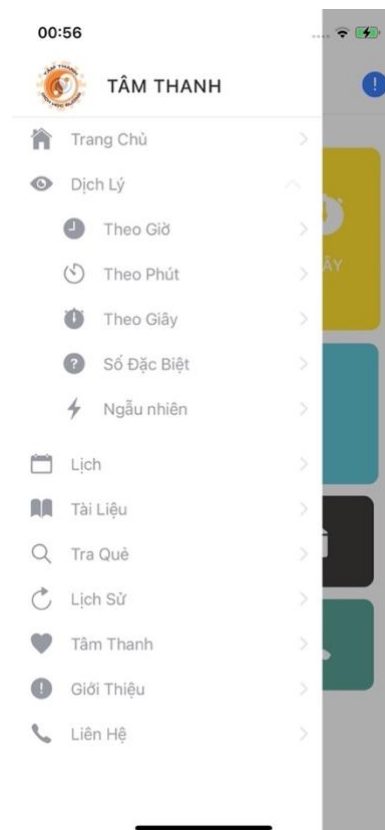 00:56
TÂM THANH
Trang Chủ
Dịch Lý
Theo Giờ
Theo Phút
Theo Giây
ÂY
Số Đặc Biệt
Ngẫu nhiên
Lịch
Tài Liệu
Tra Quẻ
Lịch Sử
Tâm Thanh
Giới Thiệu
Liên Hệ